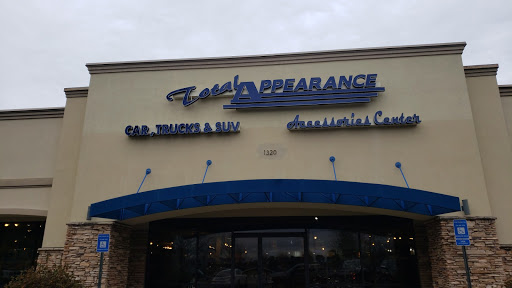 Total APPEARANCE
CAR, TRUCKS & SUV Accessories Center
1320